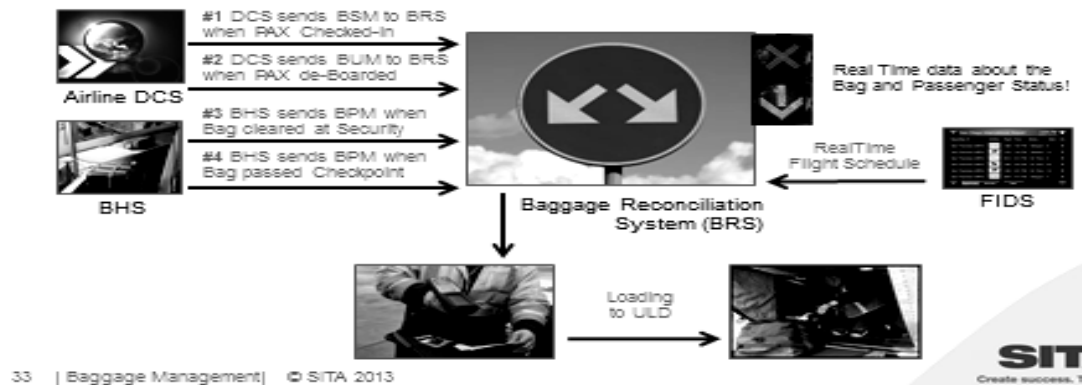 #1 DCS sends BSM to BRS
when PAX Checked-In
#2 DCS sends BUM to BRS
when PAX de-Boarded
Airline DCS
#3 BHS sends BPM when
Bag cleared at Security
#4 BHS sends BPM when
Bag passed Checkpoint
BHS
Real Time data about the
Bag and Passenger Status!
RealTime
Flight Schedule
FIDS
Baggage Reconciliation
System (BRS)
Loading
to ULD
33 | Baggage Management| © SITA 2013
SIT
Create success. T